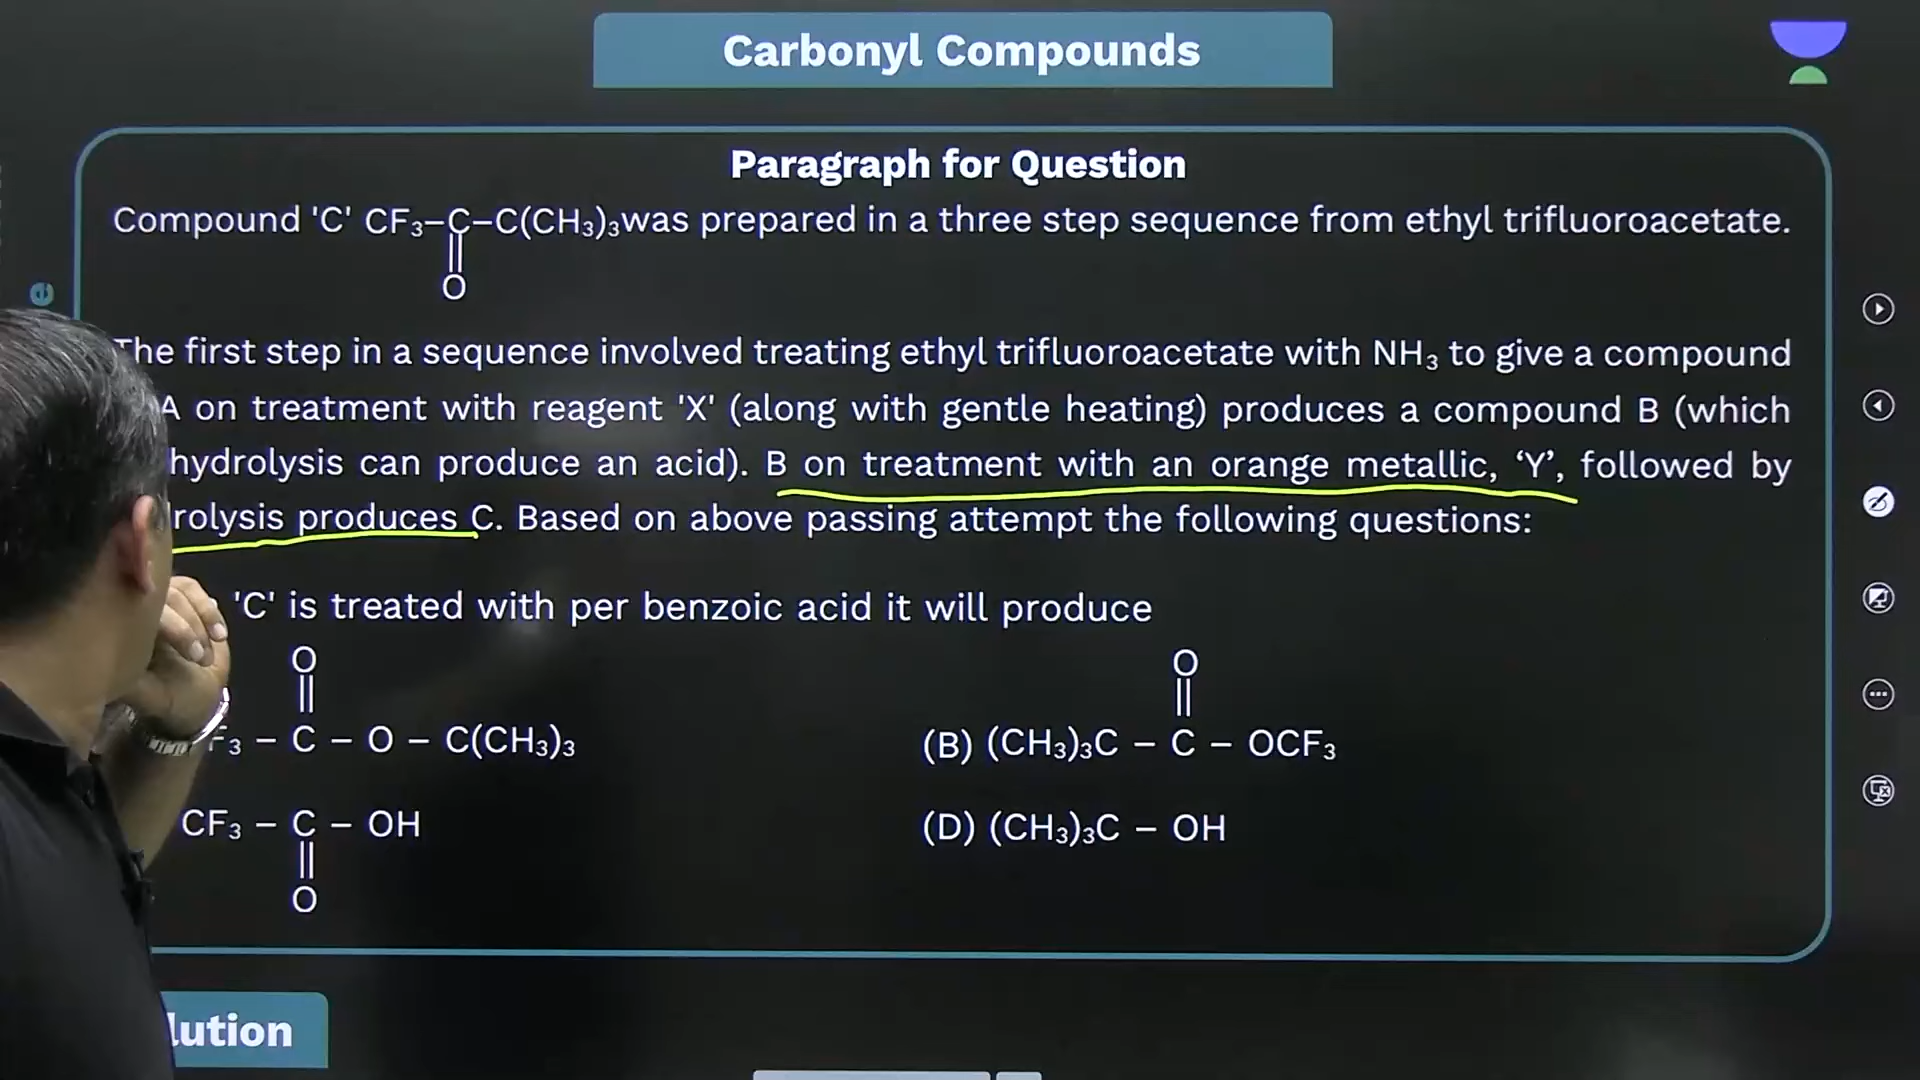 Carbonyl Compounds
Paragraph for Question
Compound 'C' CF₃–C–C(CH₃)₃was prepared in a three step sequence from ethyl trifluoroacetate.
||
O
The first step in a sequence involved treating ethyl trifluoroacetate with NH₃ to give a compound
A on treatment with reagent 'X' (along with gentle heating) produces a compound B (which
hydrolysis can produce an acid). B on treatment with an orange metallic, ‘Y’, followed by
rolysis produces C. Based on above passing attempt the following questions:
'C' is treated with per benzoic acid it will produce
O
||
F₃ – C – O – C(CH₃)₃
O
||
(B) (CH₃)₃C – C – OCF₃
CF₃ – C – OH
||
O
(D) (CH₃)₃C – OH
lution
e